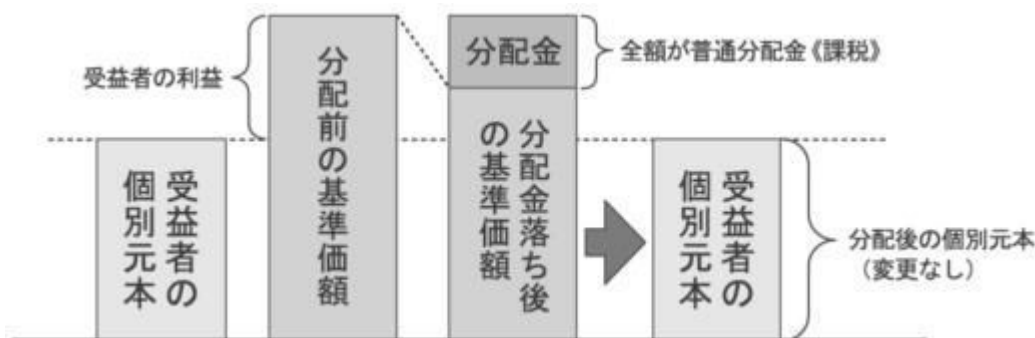 受益者の利益
受益者の
個別元本
分配前の基準価額
分配金
全額が普通分配金《課税》
分配金落ち後
の基準価額
受益者の
個別元本
分配後の個別元本
（変更なし）